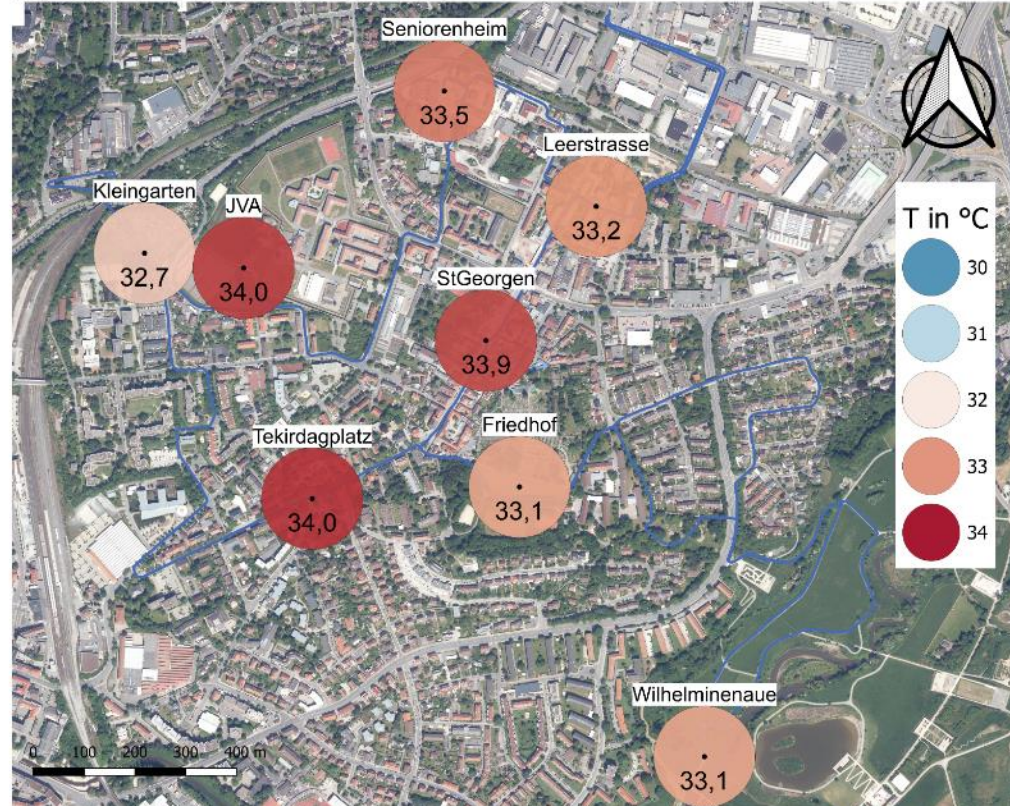 Seniorenheim
33,5
Leerstrasse
33,2
Kleingarten
32,7
JVA
34,0
StGeorgen
33,9
Tekirdagplatz
34,0
Friedhof
33,1
Wilhelminenaue
33,1
T in °C
30
31
32
33
34
0 100 200 300 400 m